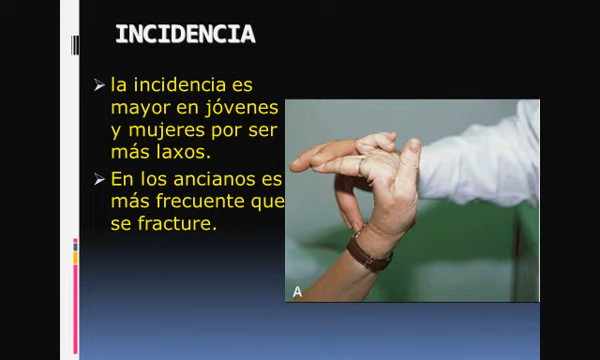 INCIDENCIA
la incidencia es
mayor en jóvenes
y mujeres por ser
más laxos.
En los ancianos es
más frecuente que
se fracture.
A